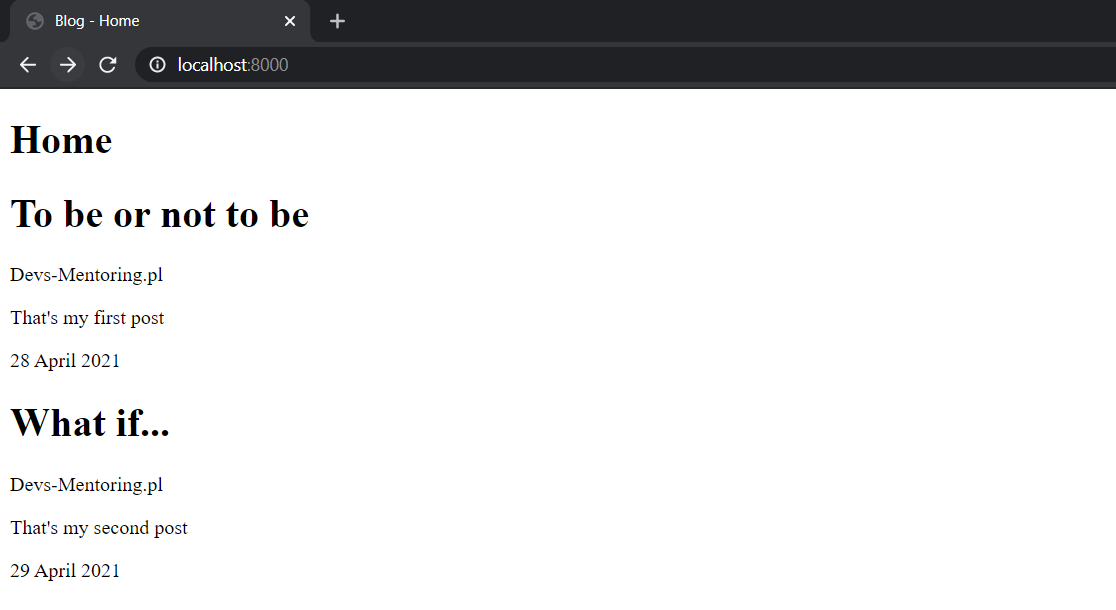 Blog - Home
localhost:8000
Home
To be or not to be
Devs-Mentoring.pl
That's my first post
28 April 2021
What if...
Devs-Mentoring.pl
That's my second post
29 April 2021